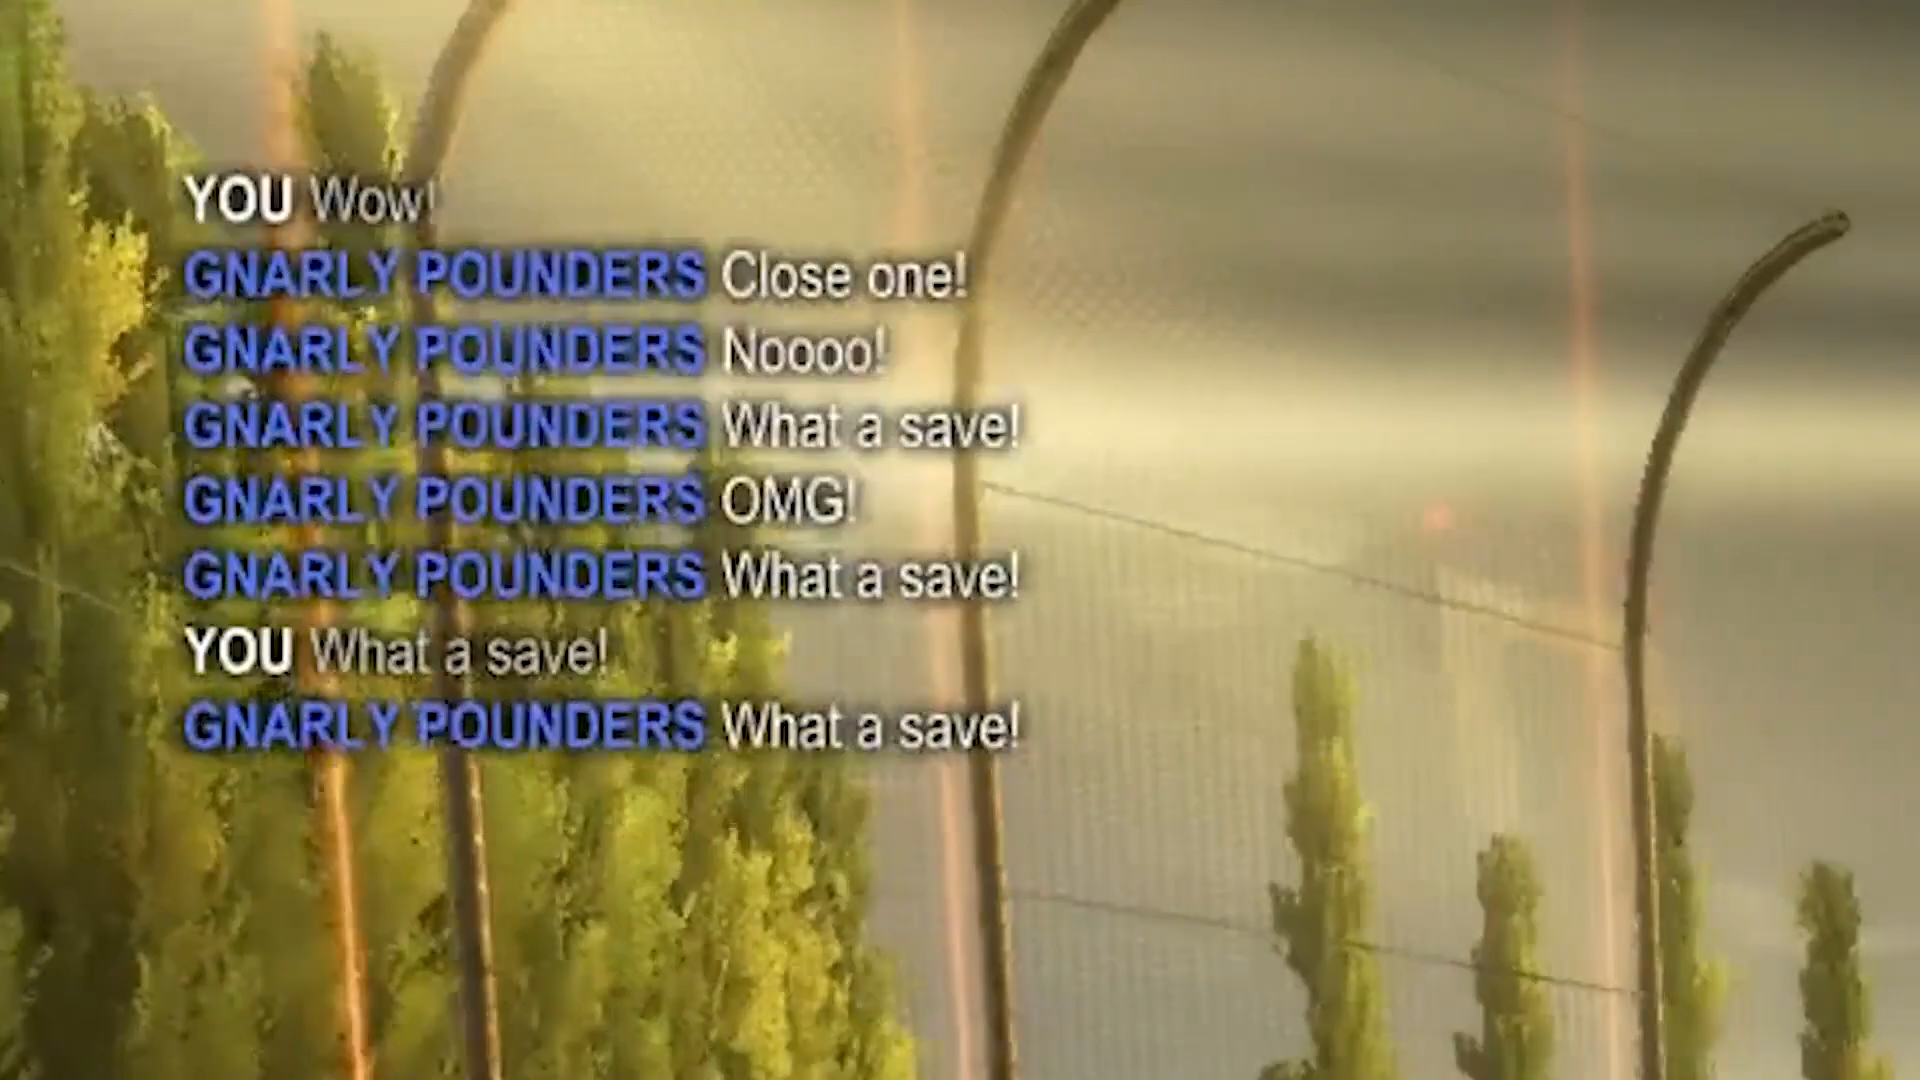 YOU Wow!
GNARLY POUNDERS Close one!
GNARLY POUNDERS Noooo!
GNARLY POUNDERS What a save!
GNARLY POUNDERS OMG!
GNARLY POUNDERS What a save!
YOU What a save!
GNARLY POUNDERS What a save!